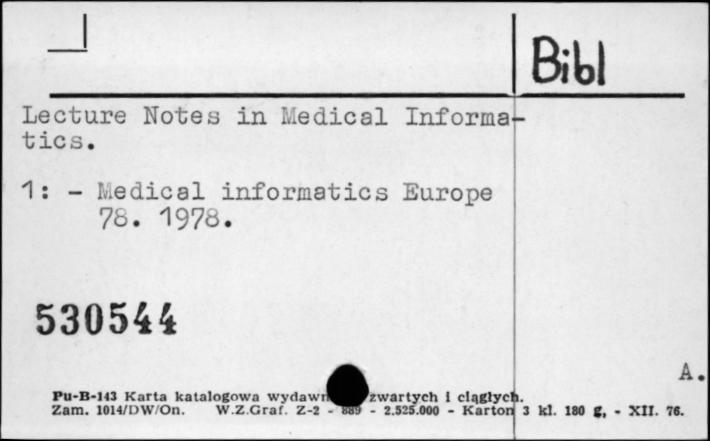 Bibl
Lecture Notes in Medical Informa-
tics.
1: - Medical informatics Europe
78. 1978.
530544
A.
Pu-B-143 Karta katalogowa wydawn zwartych i ciągłych.
Zam. 1014/DW/On. W.Z.Graf. Z-2 - 889 - 2.525.000 - Karton 3 kl. 180 g, - XII. 76.